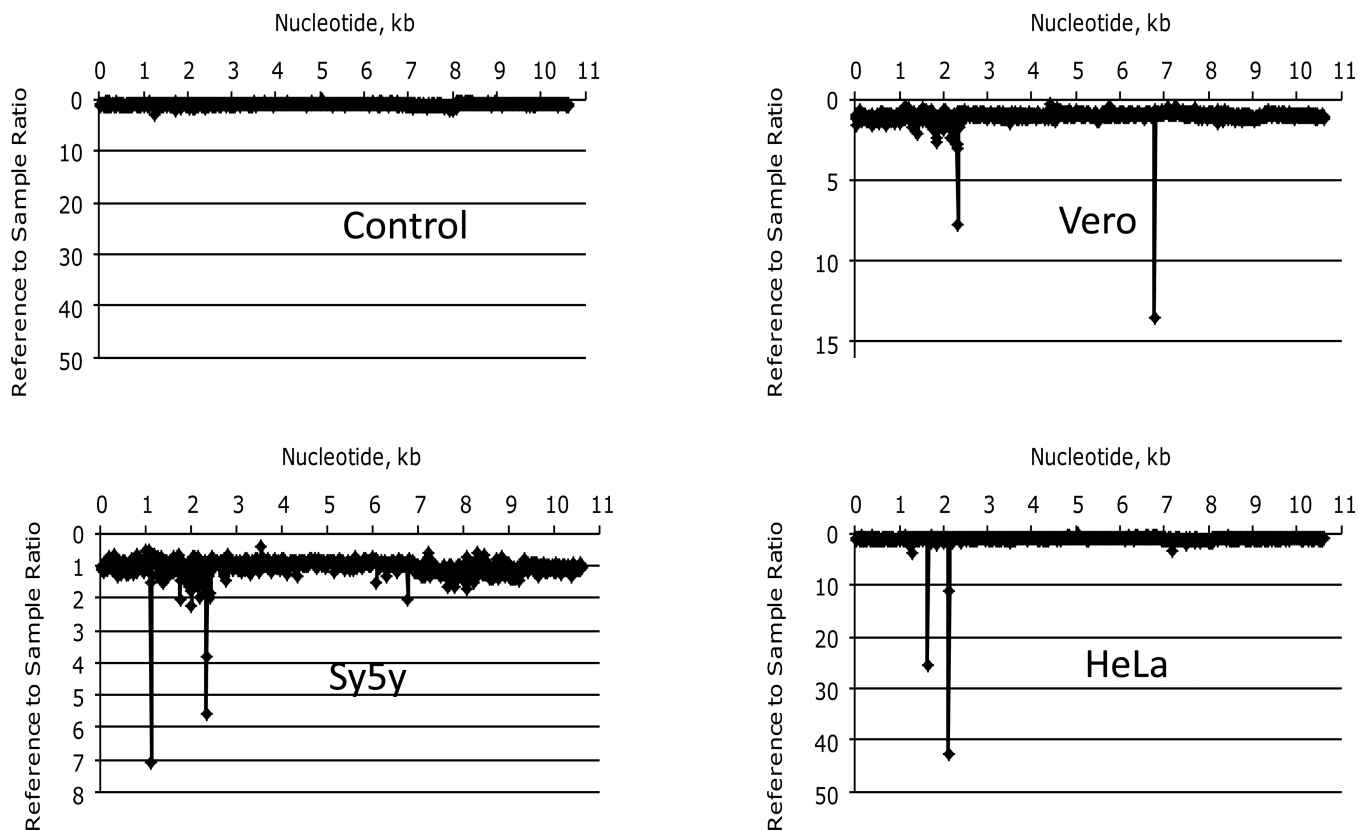 Nucleotide, kb
0 1 2 3 4 5 6 7 8 9 10 11
Reference to Sample Ratio
0
10
20
30
40
50
Control
Nucleotide, kb
0 1 2 3 4 5 6 7 8 9 10 11
Reference to Sample Ratio
0
5
10
15
Vero
Nucleotide, kb
0 1 2 3 4 5 6 7 8 9 10 11
Reference to Sample Ratio
0
1
2
3
4
5
6
7
8
Sy5y
Nucleotide, kb
0 1 2 3 4 5 6 7 8 9 10 11
Reference to Sample Ratio
0
10
20
30
40
50
HeLa